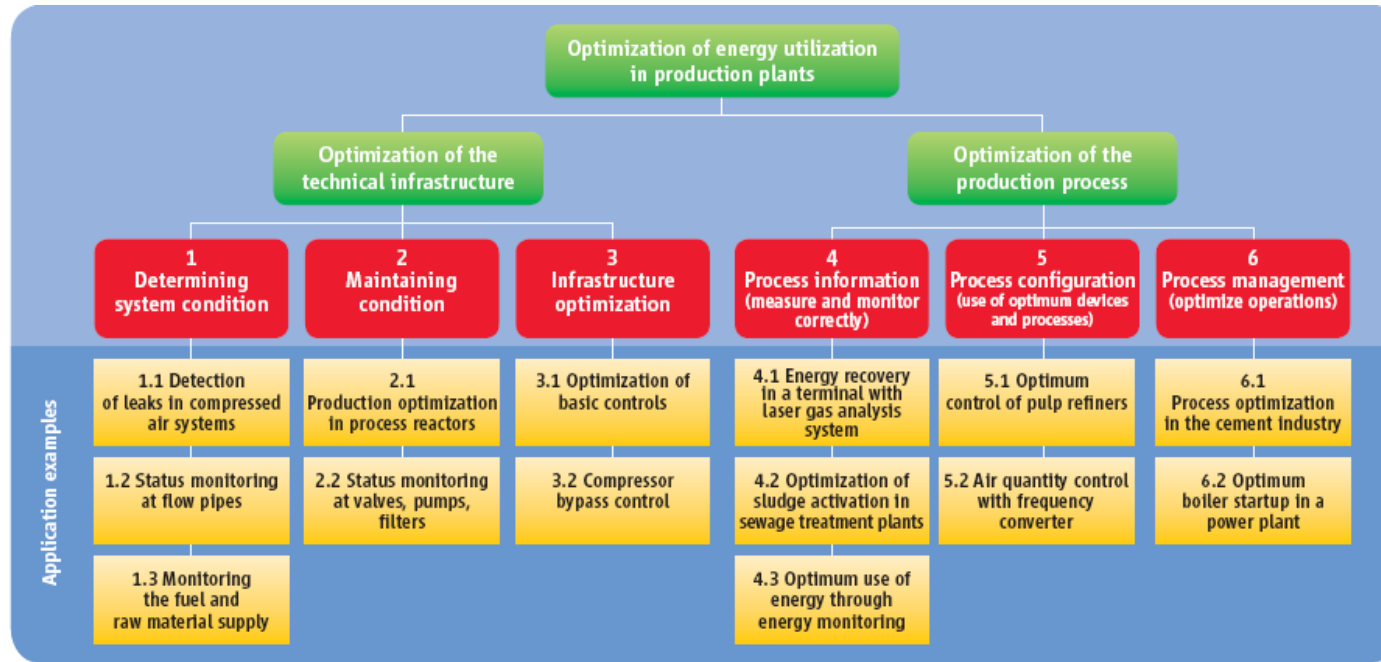 Optimization of energy utilization
in production plants
Optimization of the
technical infrastructure
Optimization of the
production process
1
Determining
system condition
2
Maintaining
condition
3
Infrastructure
optimization
4
Process information
(measure and monitor
correctly)
5
Process configuration
(use of optimum devices
and processes)
6
Process management
(optimize operations)
Application examples
1.1 Detection
of leaks in compressed
air systems
2.1
Production optimization
in process reactors
3.1 Optimization of
basic controls
4.1 Energy recovery
in a terminal with
laser gas analysis
system
5.1 Optimum
control of pulp refiners
6.1
Process optimization
in the cement industry
1.2 Status monitoring
at flow pipes
2.2 Status monitoring
at valves, pumps,
filters
3.2 Compressor
bypass control
4.2 Optimization of
sludge activation in
sewage treatment plants
5.2 Air quantity control
with frequency
converter
6.2 Optimum
boiler startup in a
power plant
1.3 Monitoring
the fuel and
raw material supply
4.3 Optimum use of
energy through
energy monitoring